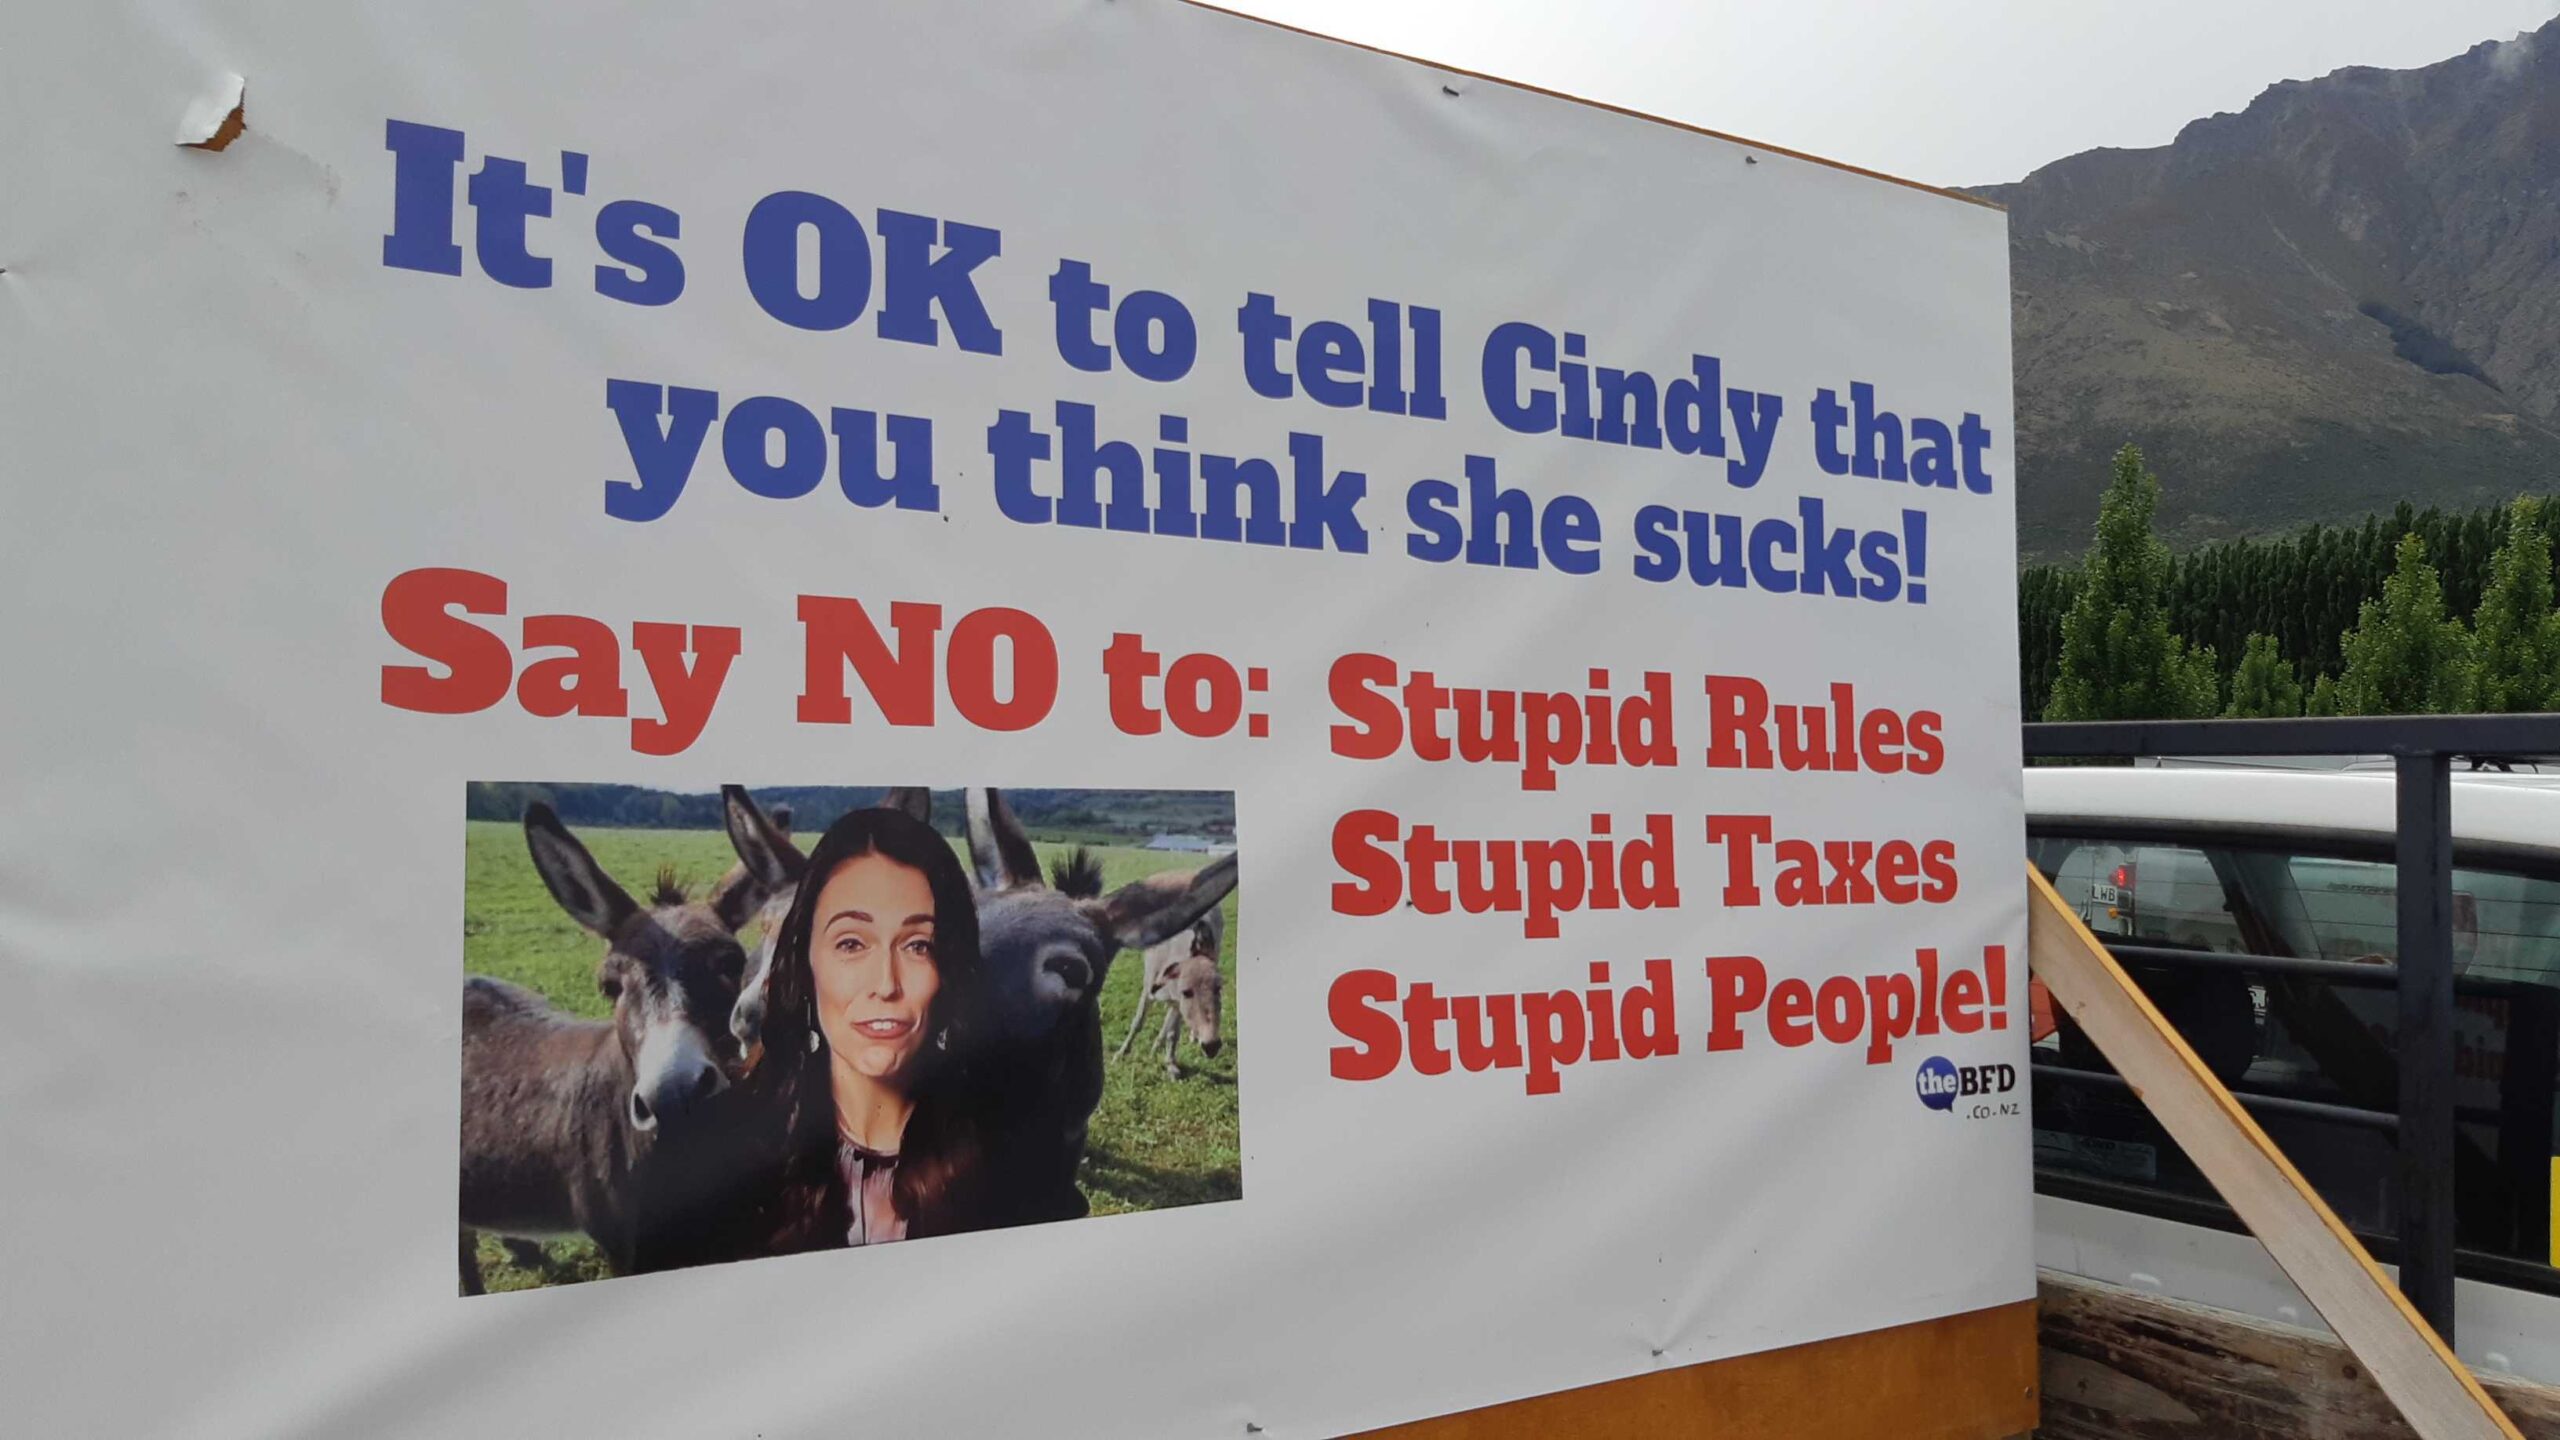 It's OK to tell Cindy that
you think she sucks!
Say NO to: Stupid Rules
Stupid Taxes
Stupid People!
theBFD
.CO.NZ
LWB